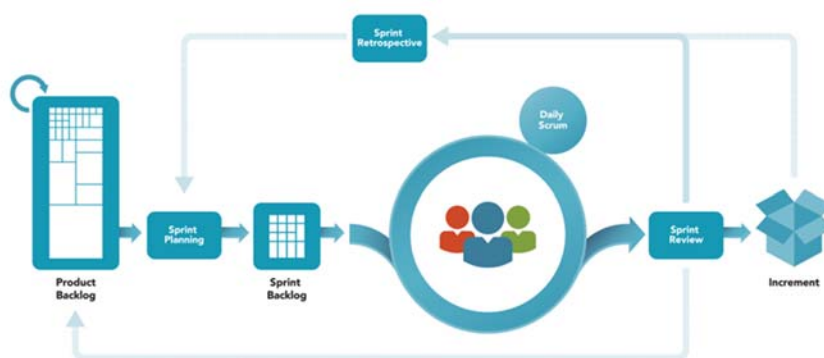 Sprint
Retrospective
Daily
Scrum
Sprint
Planning
Sprint
Review
Product
Backlog
Sprint
Backlog
Increment